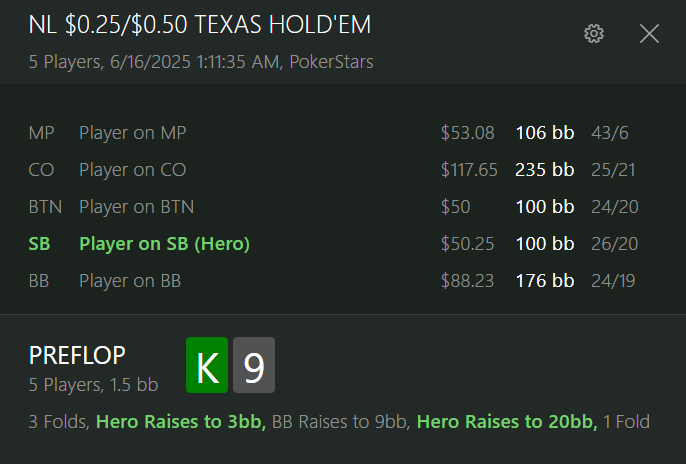 NL $0.25/$0.50 TEXAS HOLD'EM
5 Players, 6/16/2025 1:11:35 AM, PokerStars
MP Player on MP $53.08 106 bb 43/6
CO Player on CO $117.65 235 bb 25/21
BTN Player on BTN $50 100 bb 24/20
SB Player on SB (Hero) $50.25 100 bb 26/20
BB Player on BB $88.23 176 bb 24/19
PREFLOP K 9
5 Players, 1.5 bb
3 Folds, Hero Raises to 3bb, BB Raises to 9bb, Hero Raises to 20bb, 1 Fold